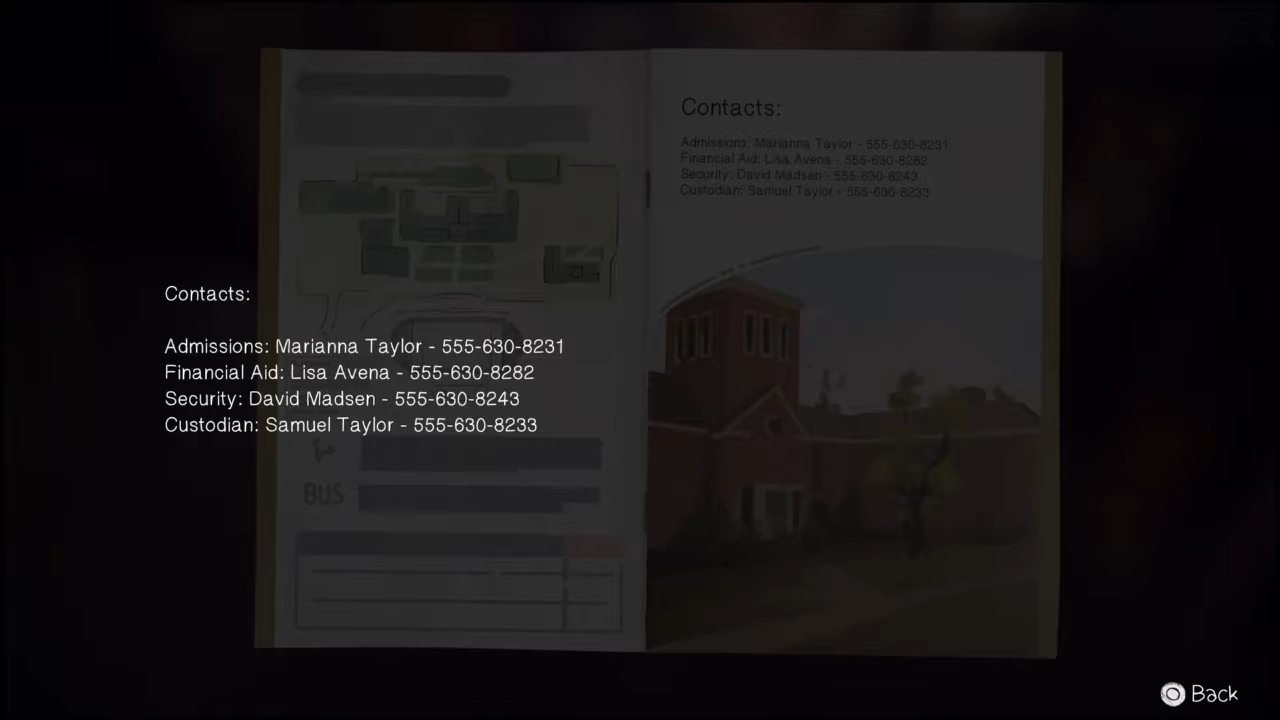 Contacts:
Admissions: Marianna Taylor - 555-630-8231
Financial Aid: Lisa Avena - 555-630-8282
Security: David Madsen - 555-630-8243
Custodian: Samuel Taylor - 555-630-8233
BUS
Contacts:
Admissions: Marianna Taylor - 555-630-8231
Financial Aid: Lisa Avena - 555-630-8282
Security: David Madsen - 555-630-8243
Custodian: Samuel Taylor - 555-630-8233
Back